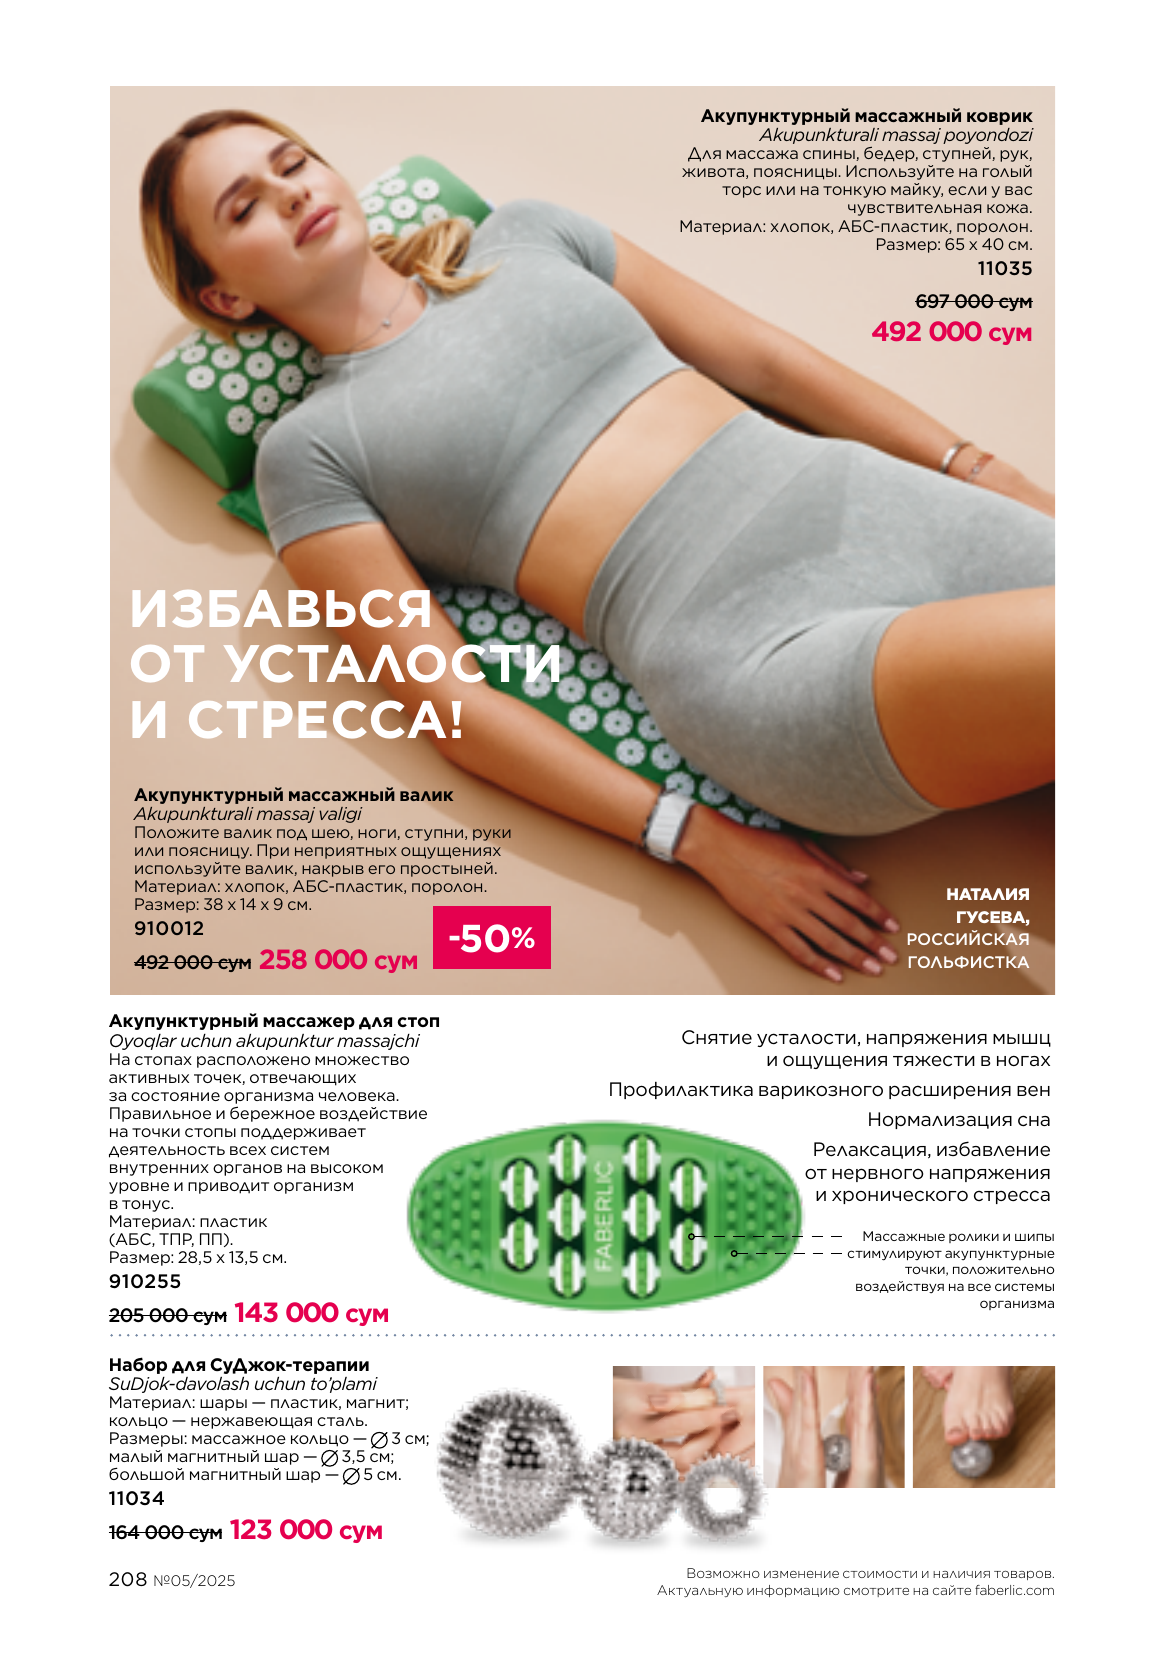 Акупунктурный массажный коврик
Akupunkturali massaj poyondozi
Для массажа спины, бедер, ступней, рук,
живота, поясницы. Используйте на голый
торс или на тонкую майку, если у вас
чувствительная кожа.
Материал: хлопок, АБС-пластик, поролон.
Размер: 65 х 40 см.
11035
697 000 сум
492 000 сум
ИЗБАВЬСЯ
ОТ УСТАЛОСТИ
И СТРЕССА!
Акупунктурный массажный валик
Akupunkturali massaj valigi
Положите валик под шею, ноги, ступни, руки
или поясницу. При неприятных ощущениях
используйте валик, накрыв его простыней.
Материал: хлопок, АБС-пластик, поролон.
Размер: 38 х 14 х 9 см.
910012
492 000 сум 258 000 сум
-50%
НАТАЛИЯ
ГУСЕВА,
РОССИЙСКАЯ
ГОЛЬФИСТКА
Акупунктурный массажер для стоп
Oyoqlar uchun akupunktur massajchi
На стопах расположено множество
активных точек, отвечающих
за состояние организма человека.
Правильное и бережное воздействие
на точки стопы поддерживает
деятельность всех систем
внутренних органов на высоком
уровне и приводит организм
в тонус.
Материал: пластик
(АБС, ТПР, ПП).
Размер: 28,5 х 13,5 см.
910255
205 000 сум 143 000 сум
Снятие усталости, напряжения мышц
и ощущения тяжести в ногах
Профилактика варикозного расширения вен
Нормализация сна
Релаксация, избавление
от нервного напряжения
и хронического стресса
FABERLIC
Массажные ролики и шипы
стимулируют акупунктурные
точки, положительно
воздействуя на все системы
организма
Набор для СуДжок-терапии
SuDjok-davolash uchun to’plami
Материал: шары — пластик, магнит;
кольцо — нержавеющая сталь.
Размеры: массажное кольцо — ∅ 3 см;
малый магнитный шар — ∅ 3,5 см;
большой магнитный шар — ∅ 5 см.
11034
164 000 сум 123 000 сум
208 №05/2025
Возможно изменение стоимости и наличия товаров.
Актуальную информацию смотрите на сайте faberlic.com